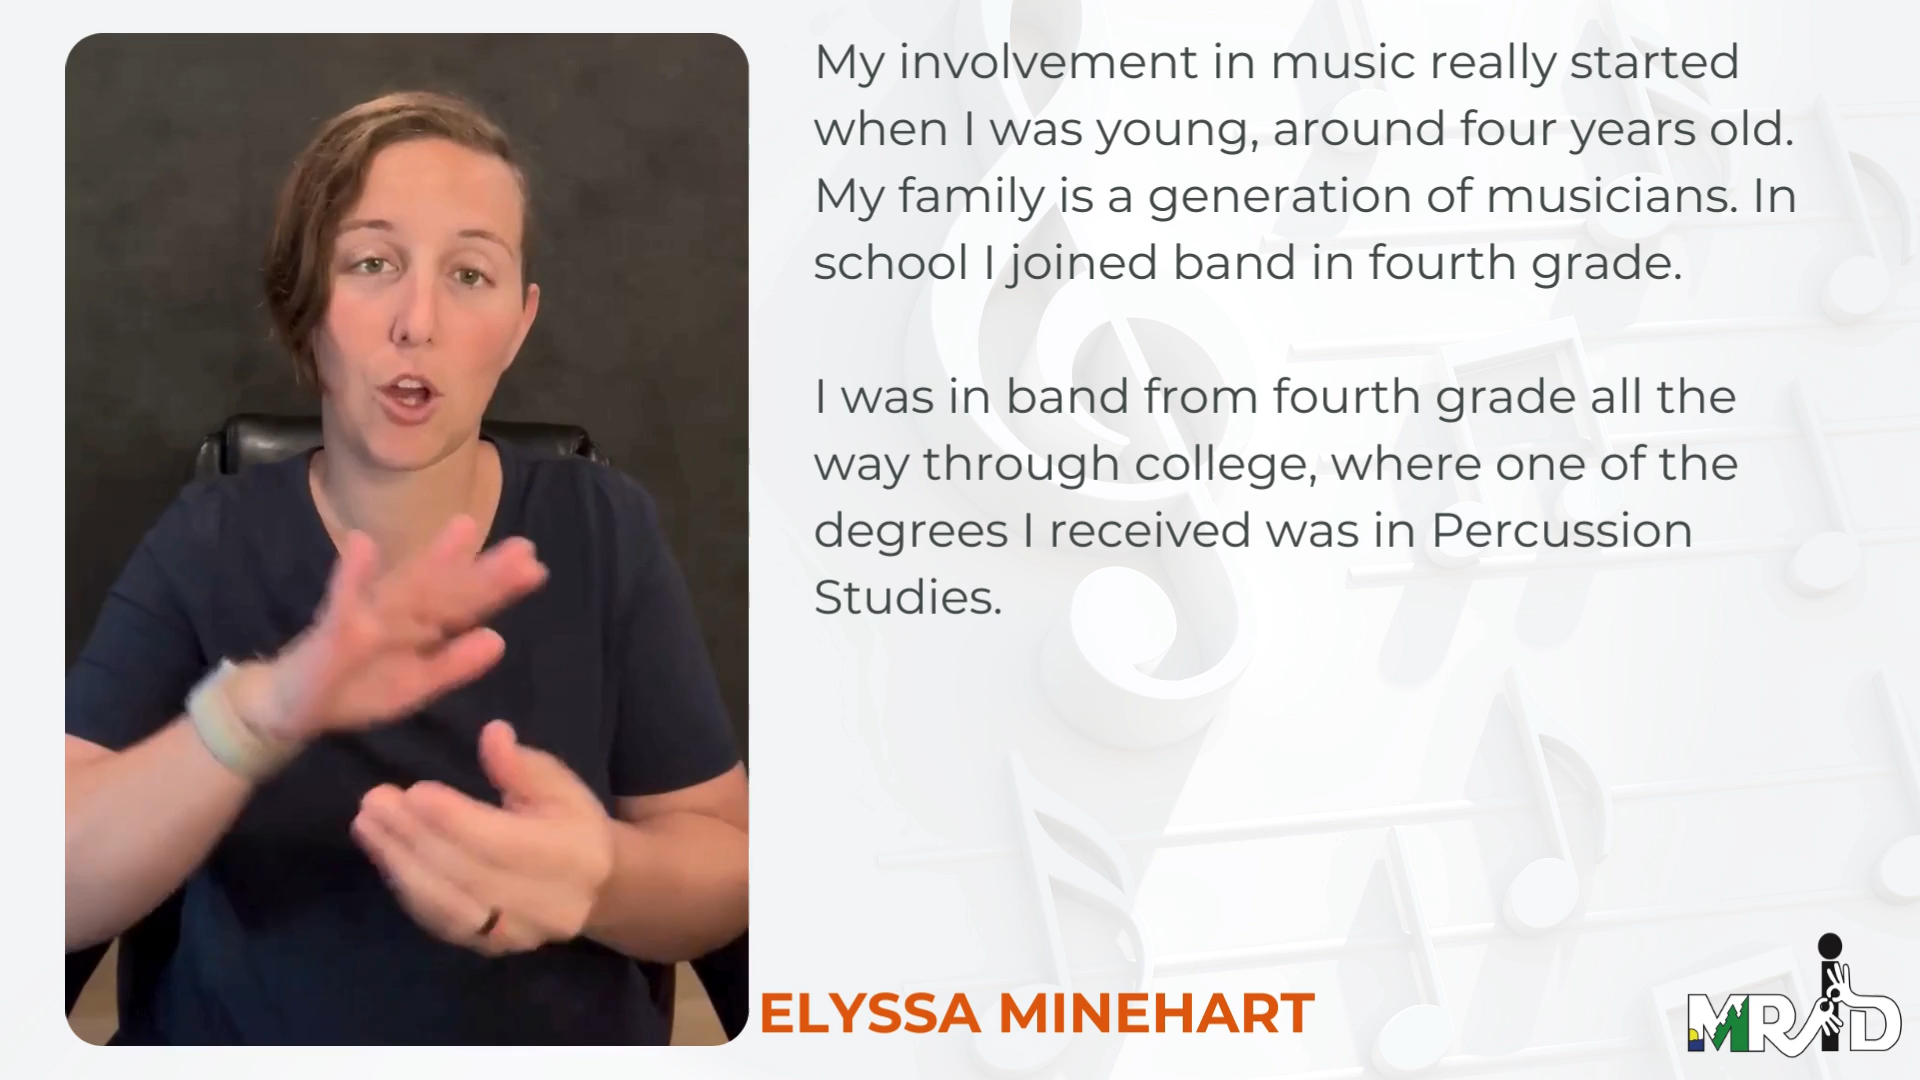 My involvement in music really started
when I was young, around four years old.
My family is a generation of musicians. In
school I joined band in fourth grade.
I was in band from fourth grade all the
way through college, where one of the
degrees I received was in Percussion
Studies.
ELYSSA MINEHART
MRID